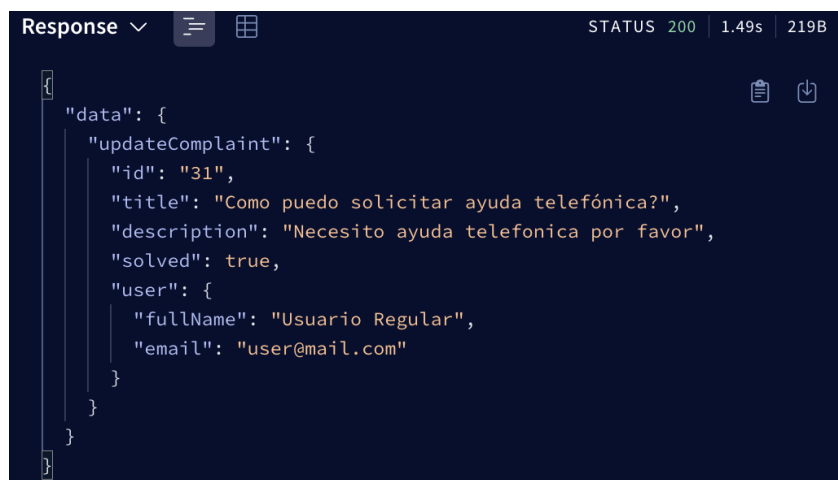 Response STATUS 200 1.49s 219B
{
"data": {
"updateComplaint": {
"id": "31",
"title": "Como puedo solicitar ayuda telefónica?",
"description": "Necesito ayuda telefonica por favor",
"solved": true,
"user": {
"fullName": "Usuario Regular",
"email": "user@mail.com"
}
}
}
}